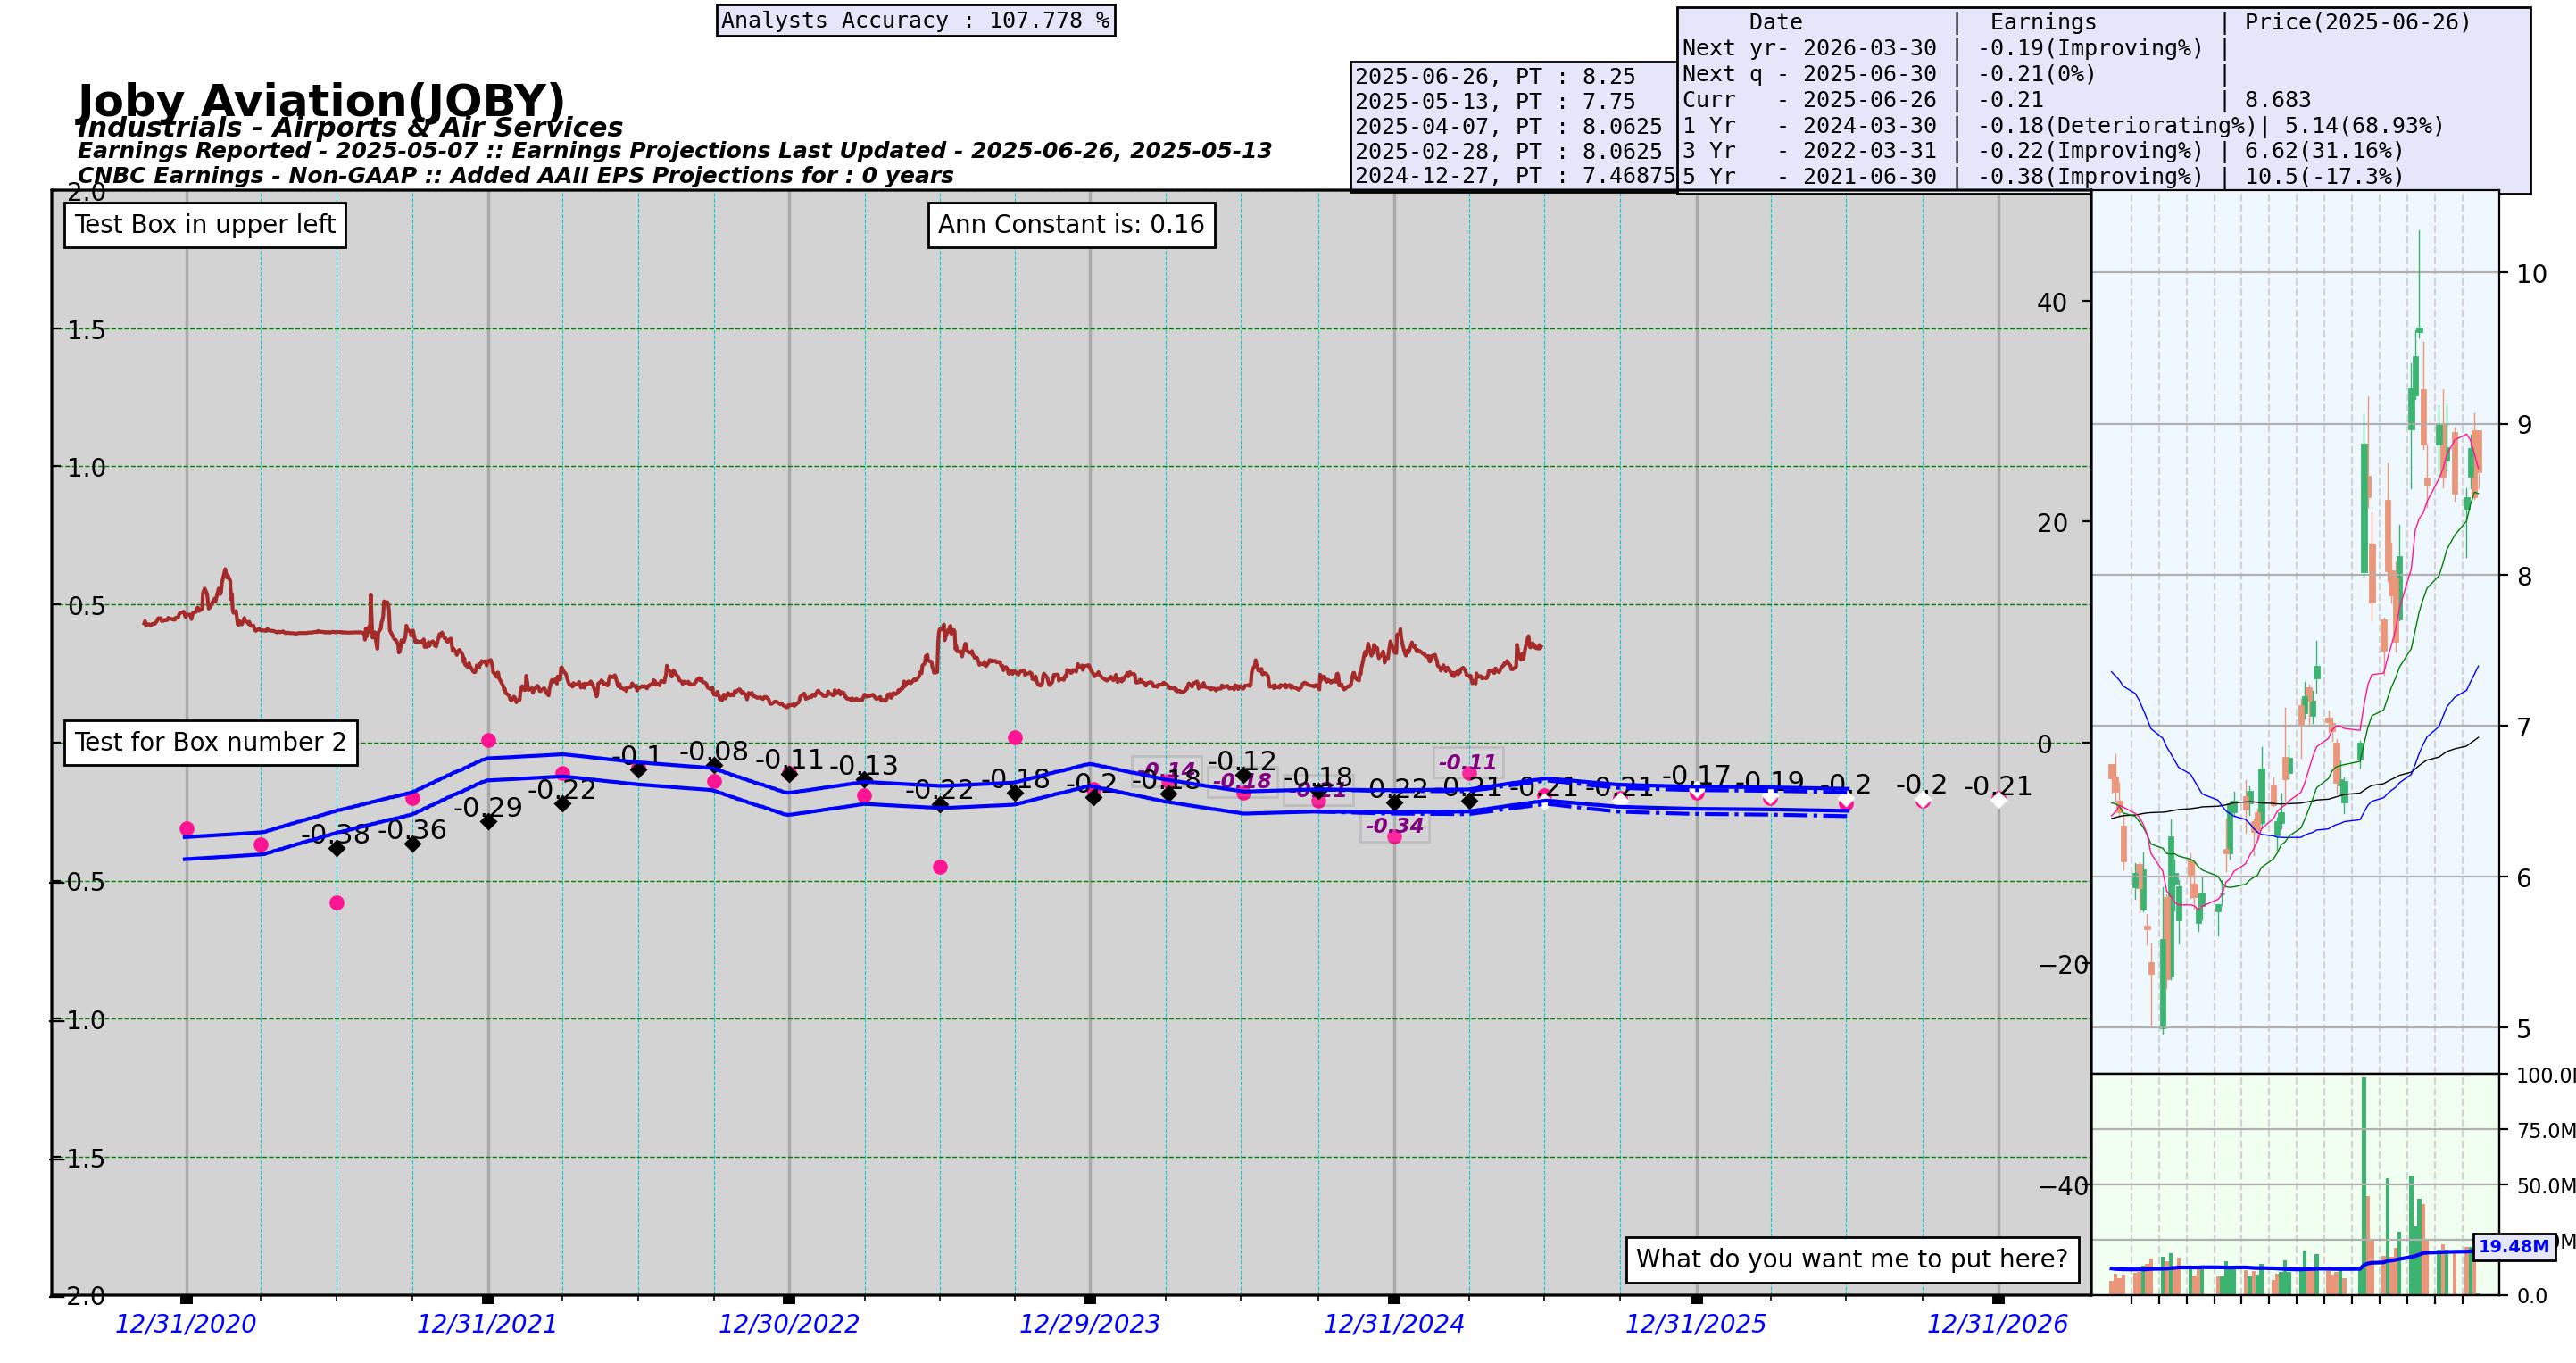 Analysts Accuracy : 107.778 %
Date | Earnings | Price(2025-06-26)
Next yr- 2026-03-30 | -0.19(Improving%) |
Next q - 2025-06-30 | -0.21(0%) |
Curr - 2025-06-26 | -0.21 | 8.683
1 Yr - 2024-03-30 | -0.18(Deteriorating%)| 5.14(68.93%)
3 Yr - 2022-03-31 | -0.22(Improving%) | 6.62(31.16%)
5 Yr - 2021-06-30 | -0.38(Improving%) | 10.5(-17.3%)
2025-06-26, PT : 8.25
2025-05-13, PT : 7.75
2025-04-07, PT : 8.0625
2025-02-28, PT : 8.0625
2024-12-27, PT : 7.46875
Joby Aviation(JOBY)
Industrials - Airports & Air Services
Earnings Reported - 2025-05-07 :: Earnings Projections Last Updated - 2025-06-26, 2025-05-13
CNBC Earnings - Non-GAAP :: Added AAII EPS Projections for : 0 years
2.0
Test Box in upper left
Ann Constant is: 0.16
1.5
1.0
0.5
Test for Box number 2
−0.5
−1.0
−1.5
−2.0
40
20
0
−20
−40
-0.38
-0.36
-0.29
-0.22
-0.1
-0.08
-0.11
-0.13
-0.22
-0.18
-0.2
-0.14
-0.18
-0.12
-0.18
-0.18
-0.21
-0.22
-0.34
-0.11
-0.21
-0.21
-0.21
-0.17
-0.19
-0.2
-0.2
-0.21
What do you want me to put here?
10
9
8
7
6
5
100.0
75.0M
50.0M
19.48M
0.0
12/31/2020
12/31/2021
12/30/2022
12/29/2023
12/31/2024
12/31/2025
12/31/2026